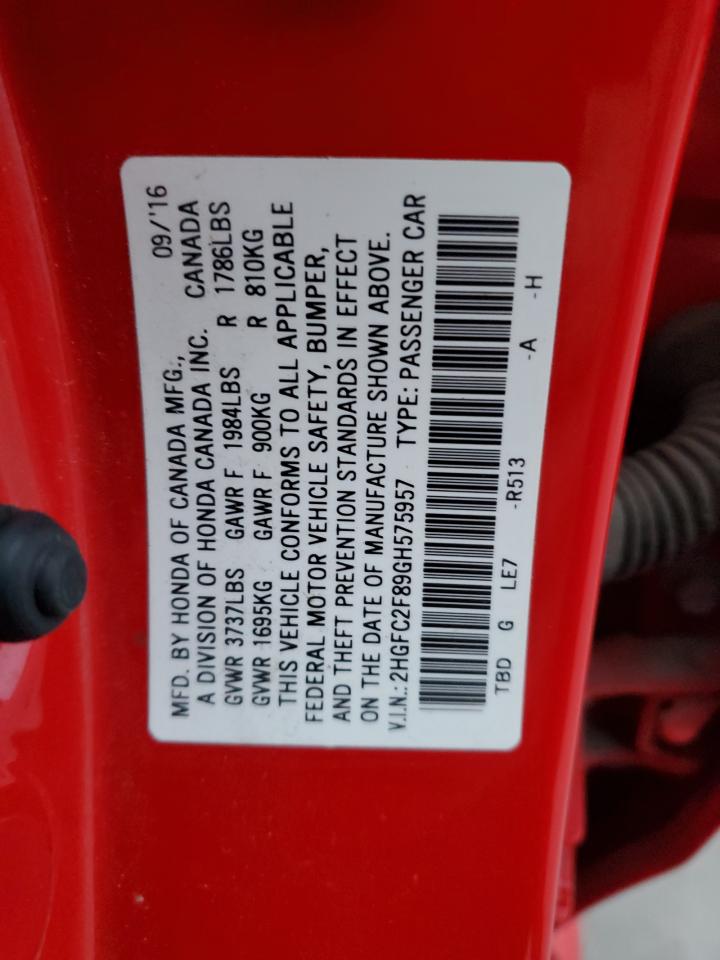 MFD. BY HONDA OF CANADA MFG., 09/'16
A DIVISION OF HONDA CANADA INC. CANADA
GVWR 3737LBS GAWR F 1984LBS R 1786LBS
GVWR 1695KG GAWR F 900KG R 810KG
THIS VEHICLE CONFORMS TO ALL APPLICABLE
FEDERAL MOTOR VEHICLE SAFETY, BUMPER,
AND THEFT PREVENTION STANDARDS IN EFFECT
ON THE DATE OF MANUFACTURE SHOWN ABOVE.
V.I.N.: 2HGFC2F89GH575957 TYPE: PASSENGER CAR
TBD G LE7 -R513 -A -H